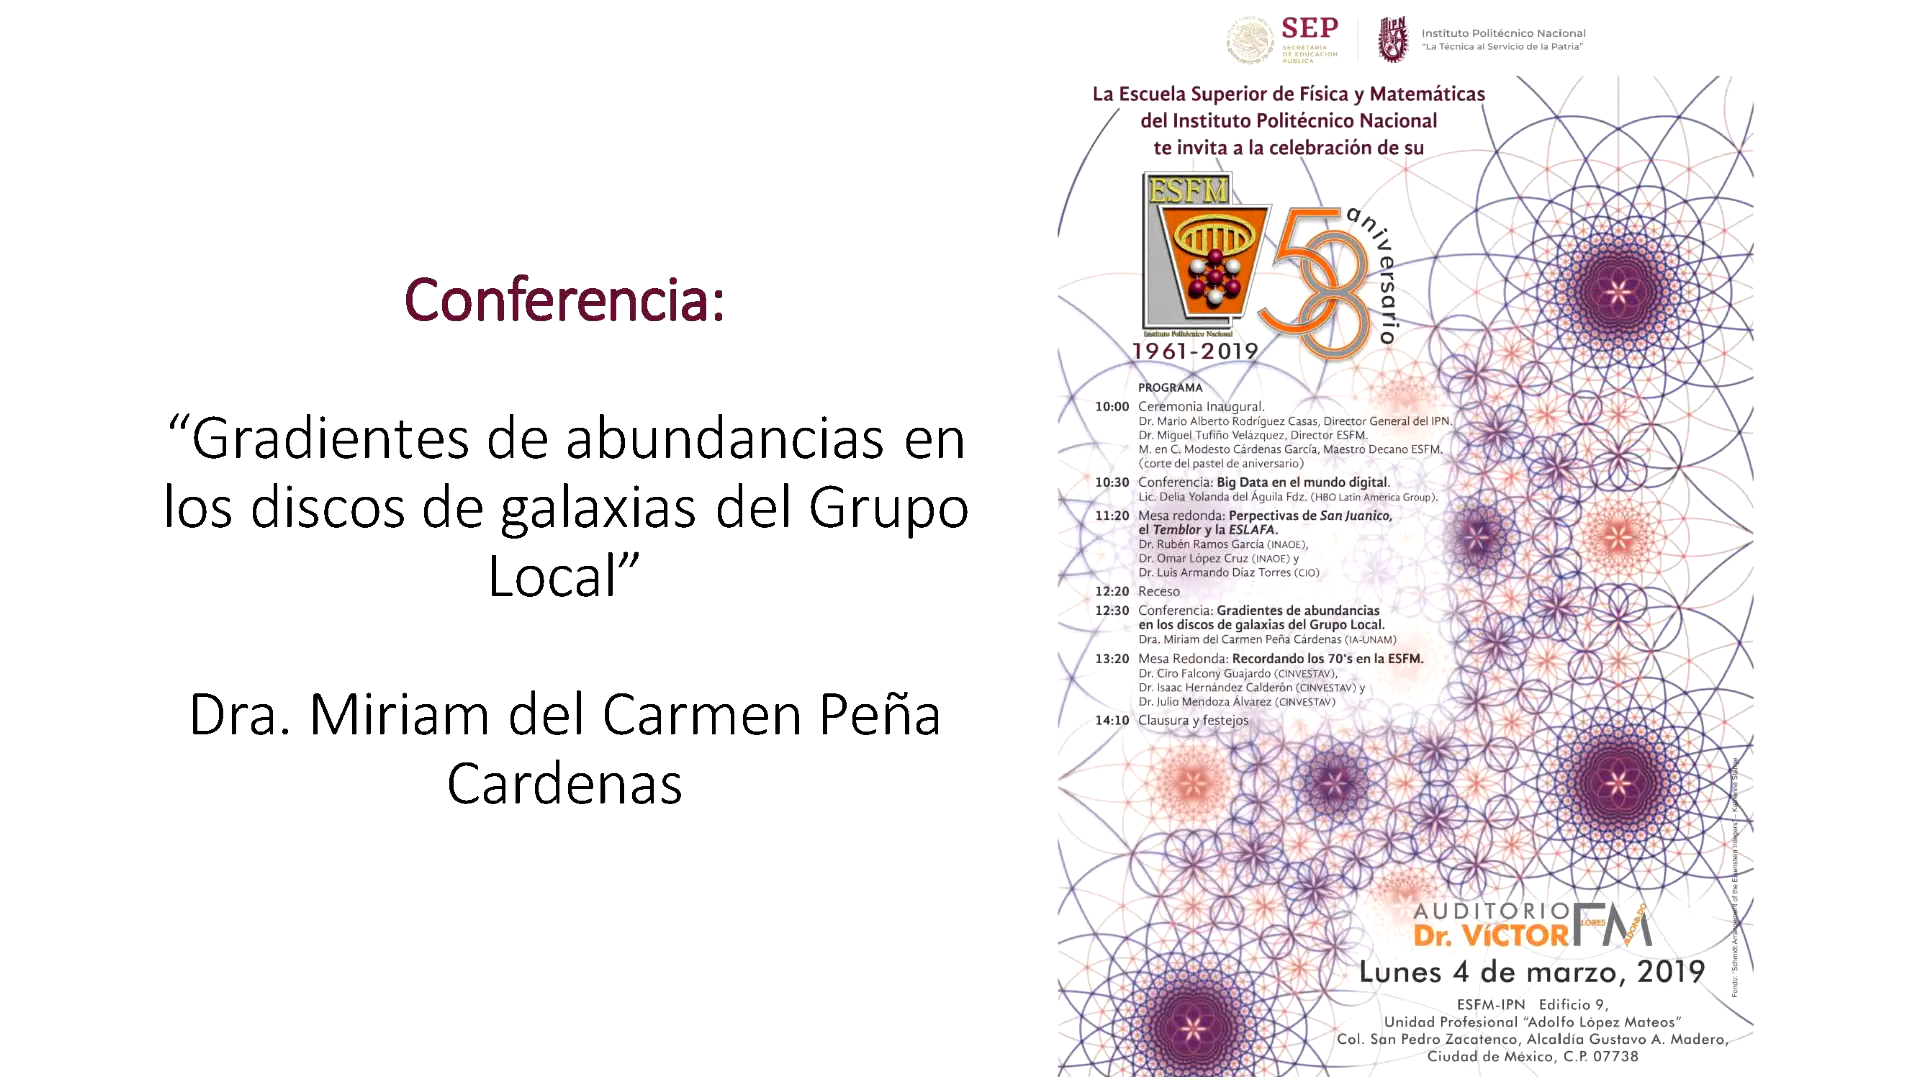 Conferencia:
“Gradientes de abundancias en
los discos de galaxias del Grupo
Local”
Dra. Miriam del Carmen Peña
Cardenas
SEP
SECRETARÍA
DE EDUCACIÓN
PÚBLICA
IPN
Instituto Politécnico Nacional
“La Técnica al Servicio de la Patria”
La Escuela Superior de Física y Matemáticas
del Instituto Politécnico Nacional
te invita a la celebración de su
ESFM
Instituto Politécnico Nacional
58 aniversario
1961-2019
PROGRAMA
10:00 Ceremonia Inaugural.
Dr. Mario Alberto Rodríguez Casas, Director General del IPN.
Dr. Miguel Tufiño Velázquez, Director ESFM.
M. en C. Modesto Cárdenas García, Maestro Decano ESFM.
(corte del pastel de aniversario)
10:30 Conferencia: Big Data en el mundo digital.
Lic. Delia Yolanda del Águila Fdz. (HBO Latin America Group).
11:20 Mesa redonda: Perpectivas de San Juanico,
el Temblor y la ESLAFA.
Dr. Rubén Ramos García (INAOE),
Dr. Omar López Cruz (INAOE) y
Dr. Luis Armando Díaz Torres (CIO)
12:20 Receso
12:30 Conferencia: Gradientes de abundancias
en los discos de galaxias del Grupo Local.
Dra. Miriam del Carmen Peña Cárdenas (IA-UNAM)
13:20 Mesa Redonda: Recordando los 70's en la ESFM.
Dr. Ciro Falcony Guajardo (CINVESTAV),
Dr. Isaac Hernández Calderón (CINVESTAV) y
Dr. Julio Mendoza Álvarez (CINVESTAV)
14:10 Clausura y festejos
AUDITORIO
Dr. VíCTOR FLORES MALDONADO
Lunes 4 de marzo, 2019
ESFM-IPN Edificio 9,
Unidad Profesional “Adolfo López Mateos”
Col. San Pedro Zacatenco, Alcaldía Gustavo A. Madero,
Ciudad de México, C.P. 07738